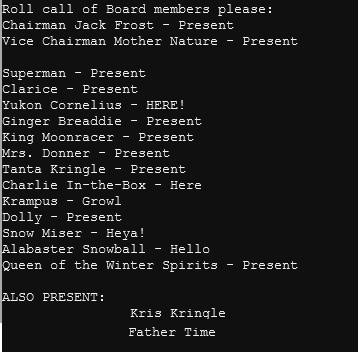 Roll call of Board members please:
Chairman Jack Frost - Present
Vice Chairman Mother Nature - Present
Superman - Present
Clarice - Present
Yukon Cornelius - HERE!
Ginger Breaddie - Present
King Moonracer - Present
Mrs. Donner - Present
Tanta Kringle - Present
Charlie In-the-Box - Here
Krampus - Growl
Dolly - Present
Snow Miser - Heya!
Alabaster Snowball - Hello
Queen of the Winter Spirits - Present
ALSO PRESENT:
Kris Kringle
Father Time